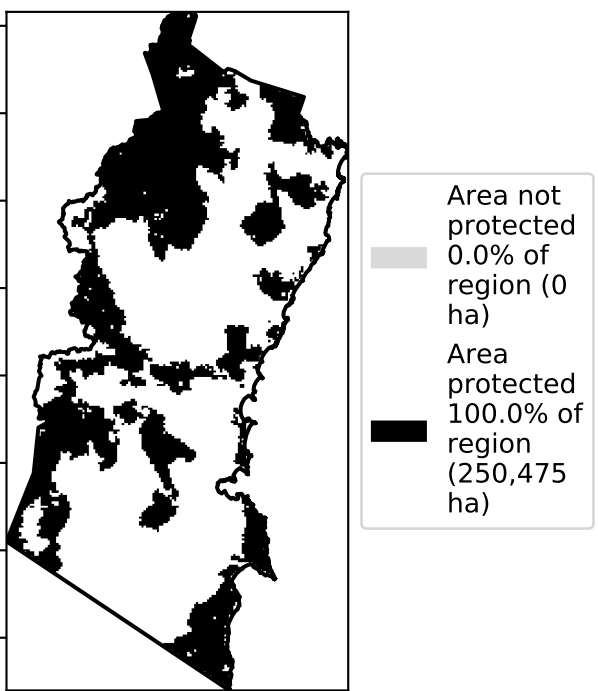 Area not
protected
0.0% of
region (0
ha)
Area
protected
100.0% of
region
(250,475
ha)